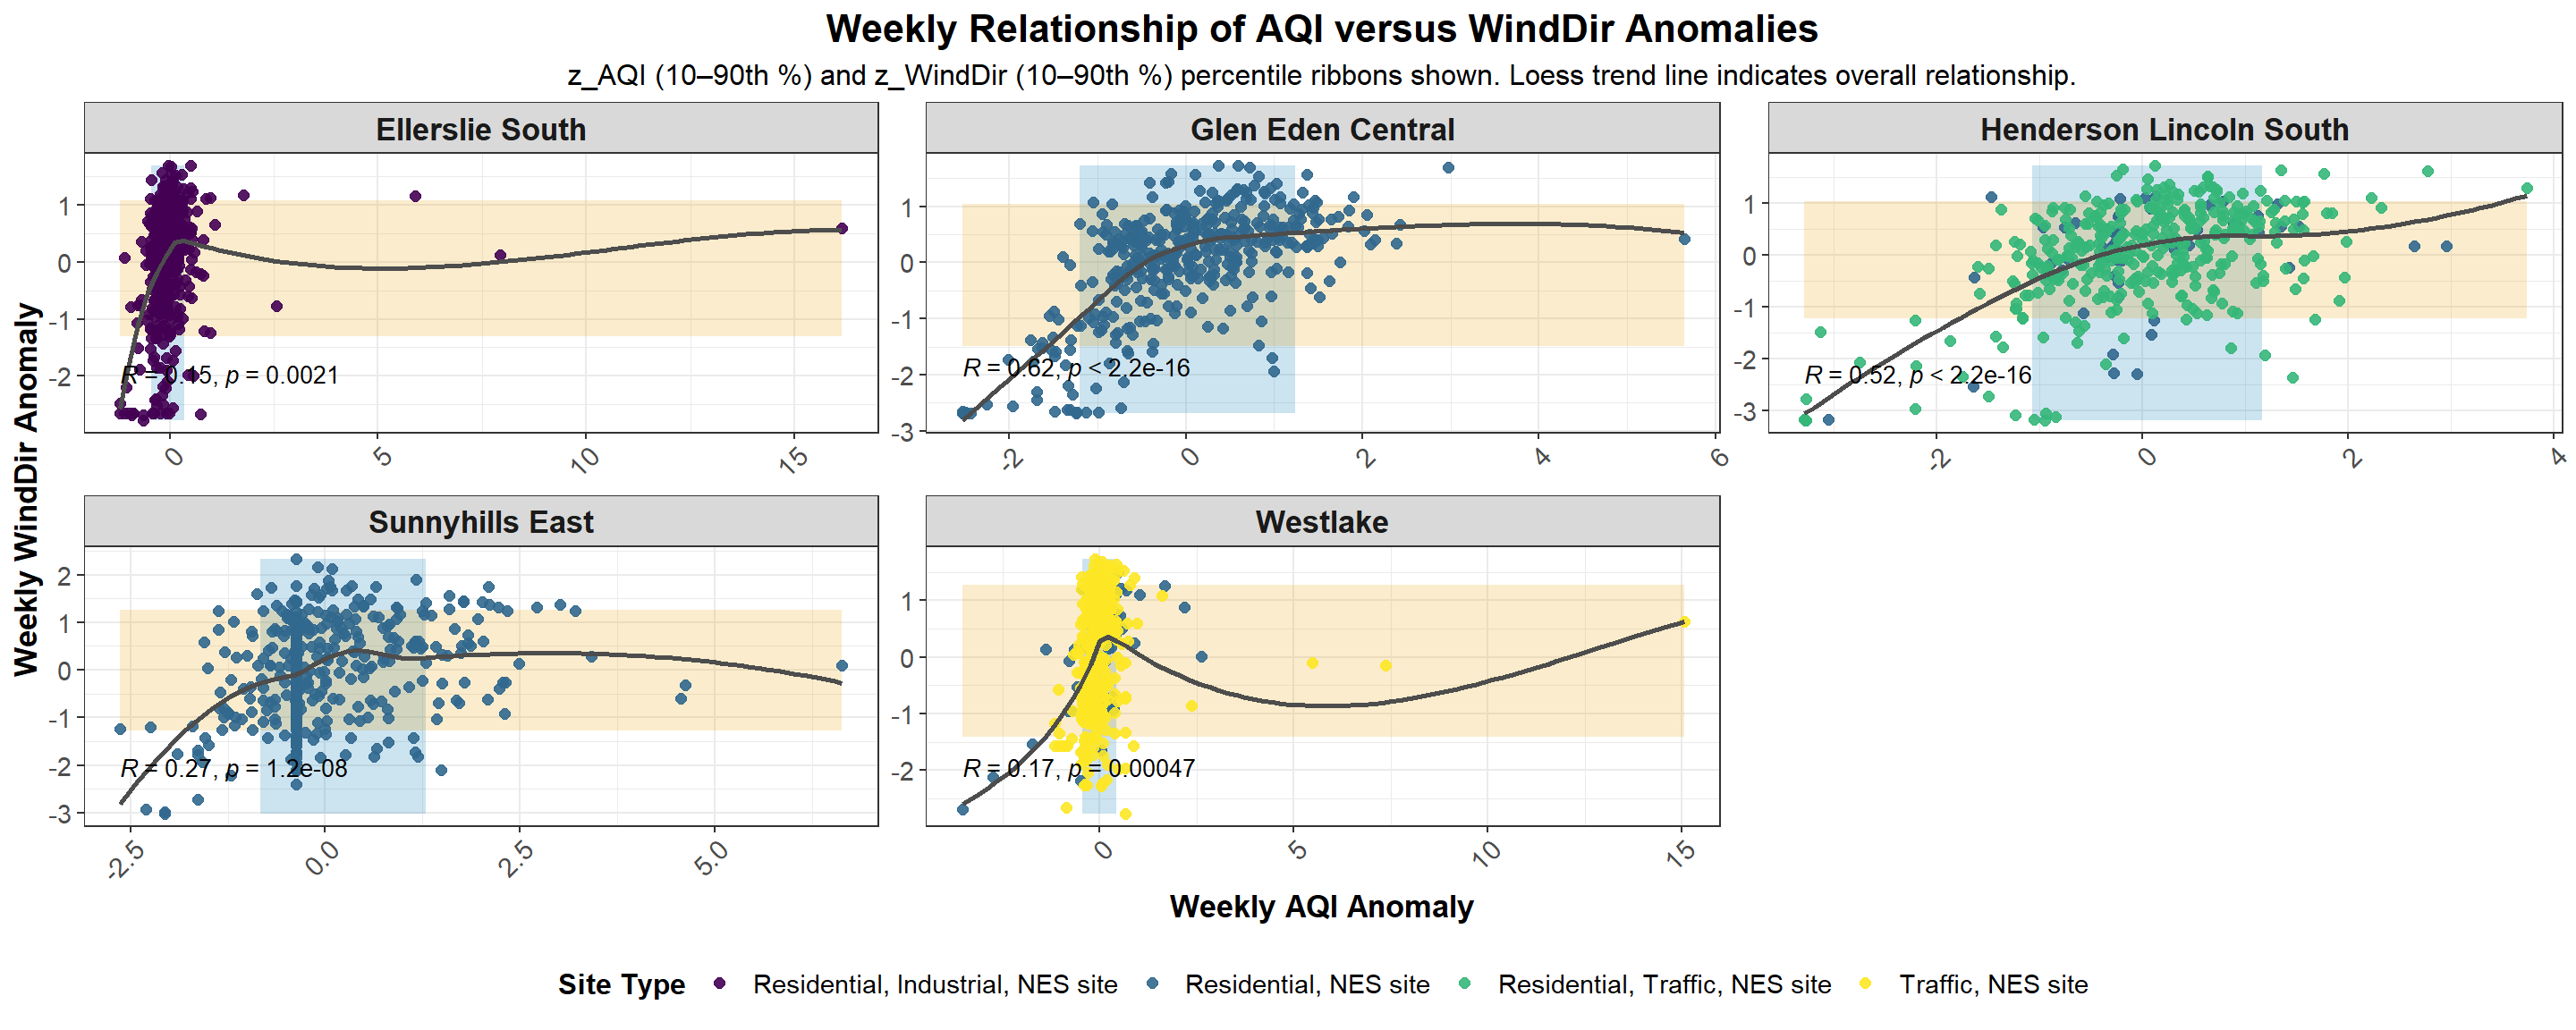 Weekly Relationship of AQI versus WindDir Anomalies
z_AQI (10–90th %) and z_WindDir (10–90th %) percentile ribbons shown. Loess trend line indicates overall relationship.
Weekly WindDir Anomaly
Ellerslie South
1
0
-1
-2
R = 0.15, p = 0.0021
0
5
10
15
Glen Eden Central
1
0
-1
-2
-3
R = 0.62, p < 2.2e-16
-2
0
2
4
6
Henderson Lincoln South
1
0
-1
-2
-3
R = 0.52, p < 2.2e-16
-2
0
2
4
Sunnyhills East
2
1
0
-1
-2
-3
R = 0.27, p = 1.2e-08
-2.5
0.0
2.5
5.0
Westlake
1
0
-1
-2
R = 0.17, p = 0.00047
0
5
10
15
Weekly AQI Anomaly
Site Type
Residential, Industrial, NES site
Residential, NES site
Residential, Traffic, NES site
Traffic, NES site